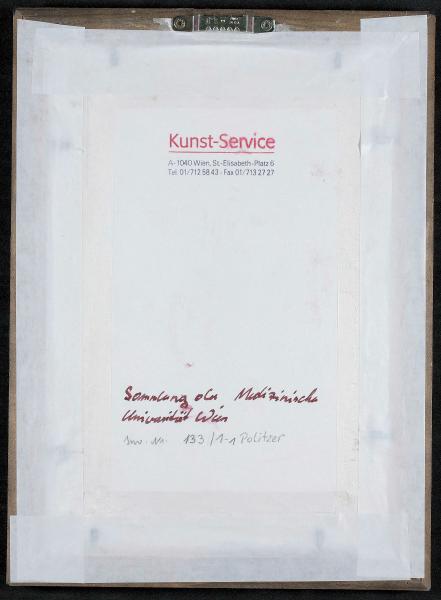 Kunst-Service
A-1040 Wien, St.-Elisabeth-Platz 6
Tel. 01/712 58 43 - Fax 01/713 27 27
Sammlung der Medizinische
Universität Wien
Inv. Nr. 133/1-1 Politzer